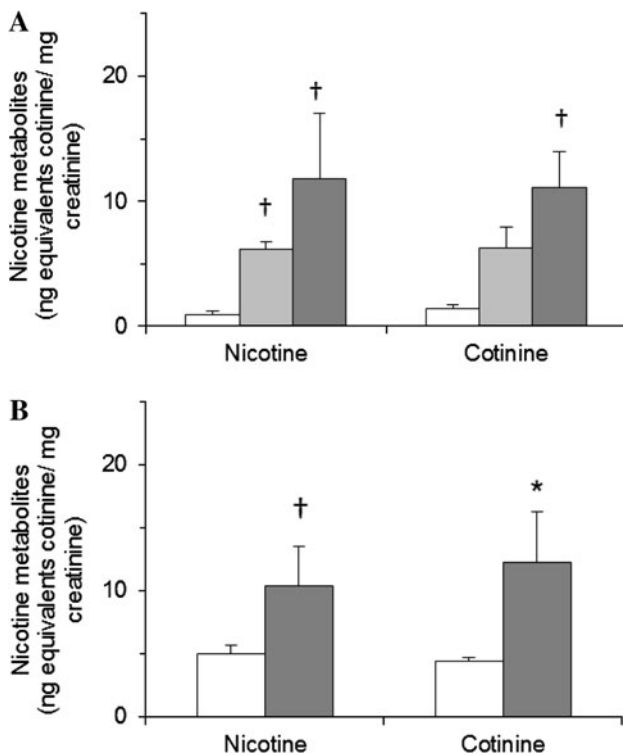 A
Nicotine metabolites
(ng equivalents cotinine/ mg
creatinine)
20
10
0
†
†
†
Nicotine
Cotinine
B
Nicotine metabolites
(ng equivalents cotinine/ mg
creatinine)
20
10
0
†
*
Nicotine
Cotinine